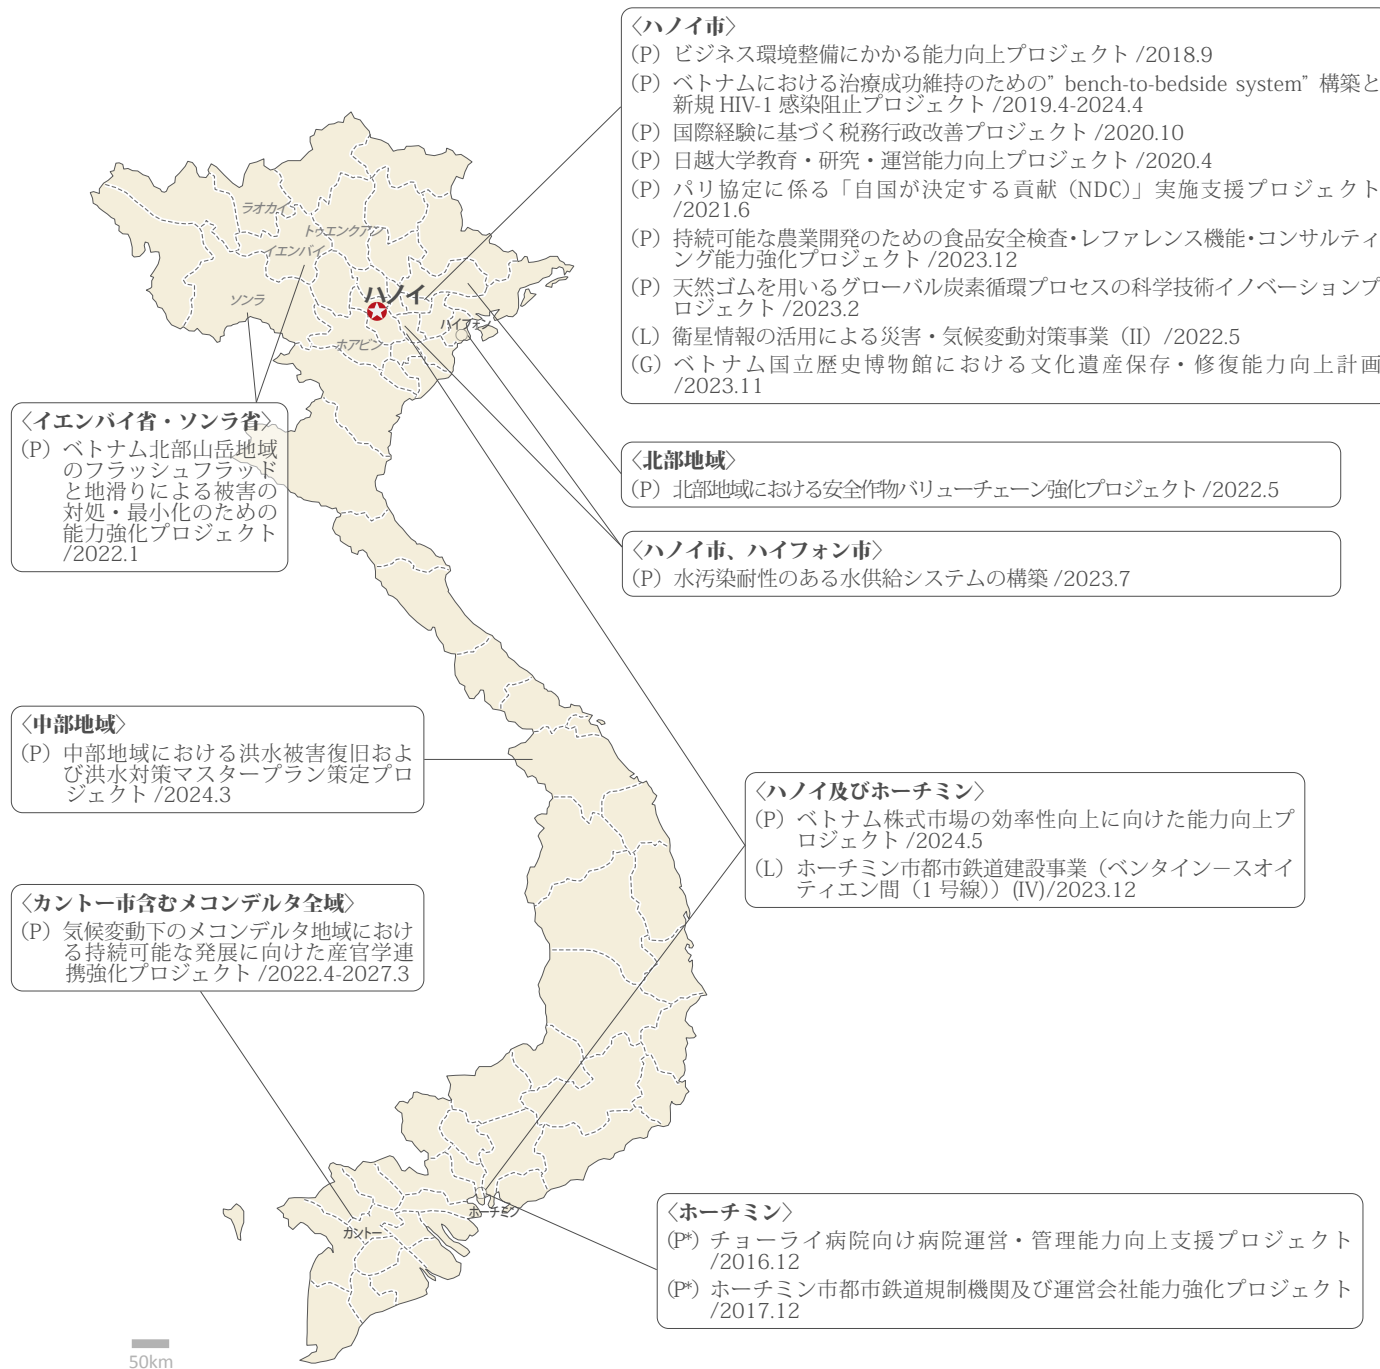 〈ハノイ市〉
(P) ビジネス環境整備にかかる能力向上プロジェクト /2018.9
(P) ベトナムにおける治療成功維持のための” bench-to-bedside system” 構築と
新規 HIV-1 感染阻止プロジェクト /2019.4-2024.4
(P) 国際経験に基づく税務行政改善プロジェクト /2020.10
(P) 日越大学教育・研究・運営能力向上プロジェクト /2020.4
(P) パリ協定に係る「自国が決定する貢献（NDC）」実施支援プロジェクト
/2021.6
(P) 持続可能な農業開発のための食品安全検査・レファレンス機能・コンサルティ
ング能力強化プロジェクト /2023.12
(P) 天然ゴムを用いるグローバル炭素循環プロセスの科学技術イノベーションプ
ロジェクト /2023.2
(L) 衛星情報の活用による災害・気候変動対策事業（II）/2022.5
(G) ベトナム国立歴史博物館における文化遺産保存・修復能力向上計画
/2023.11
ラオカイ
トゥエンクアン
イエンバイ
ソンラ
ハノイ
ハイフォン
ホアビン
〈イエンバイ省・ソンラ省〉
(P) ベトナム北部山岳地域
のフラッシュフラッド
と地滑りによる被害の
対処・最小化のための
能力強化プロジェクト
/2022.1
〈北部地域〉
(P) 北部地域における安全作物バリューチェーン強化プロジェクト /2022.5
〈ハノイ市、ハイフォン市〉
(P) 水汚染耐性のある水供給システムの構築 /2023.7
〈中部地域〉
(P) 中部地域における洪水被害復旧およ
び洪水対策マスタープラン策定プロ
ジェクト /2024.3
〈ハノイ及びホーチミン〉
(P) ベトナム株式市場の効率性向上に向けた能力向上プ
ロジェクト /2024.5
(L) ホーチミン市都市鉄道建設事業（ベンタイン－スオイ
ティエン間（1 号線））(IV)/2023.12
〈カントー市含むメコンデルタ全域〉
(P) 気候変動下のメコンデルタ地域におけ
る持続可能な発展に向けた産官学連
携強化プロジェクト /2022.4-2027.3
カントー
ホーチミン
〈ホーチミン〉
(P*) チョーライ病院向け病院運営・管理能力向上支援プロジェクト
/2016.12
(P*) ホーチミン市都市鉄道規制機関及び運営会社能力強化プロジェクト
/2017.12
50km